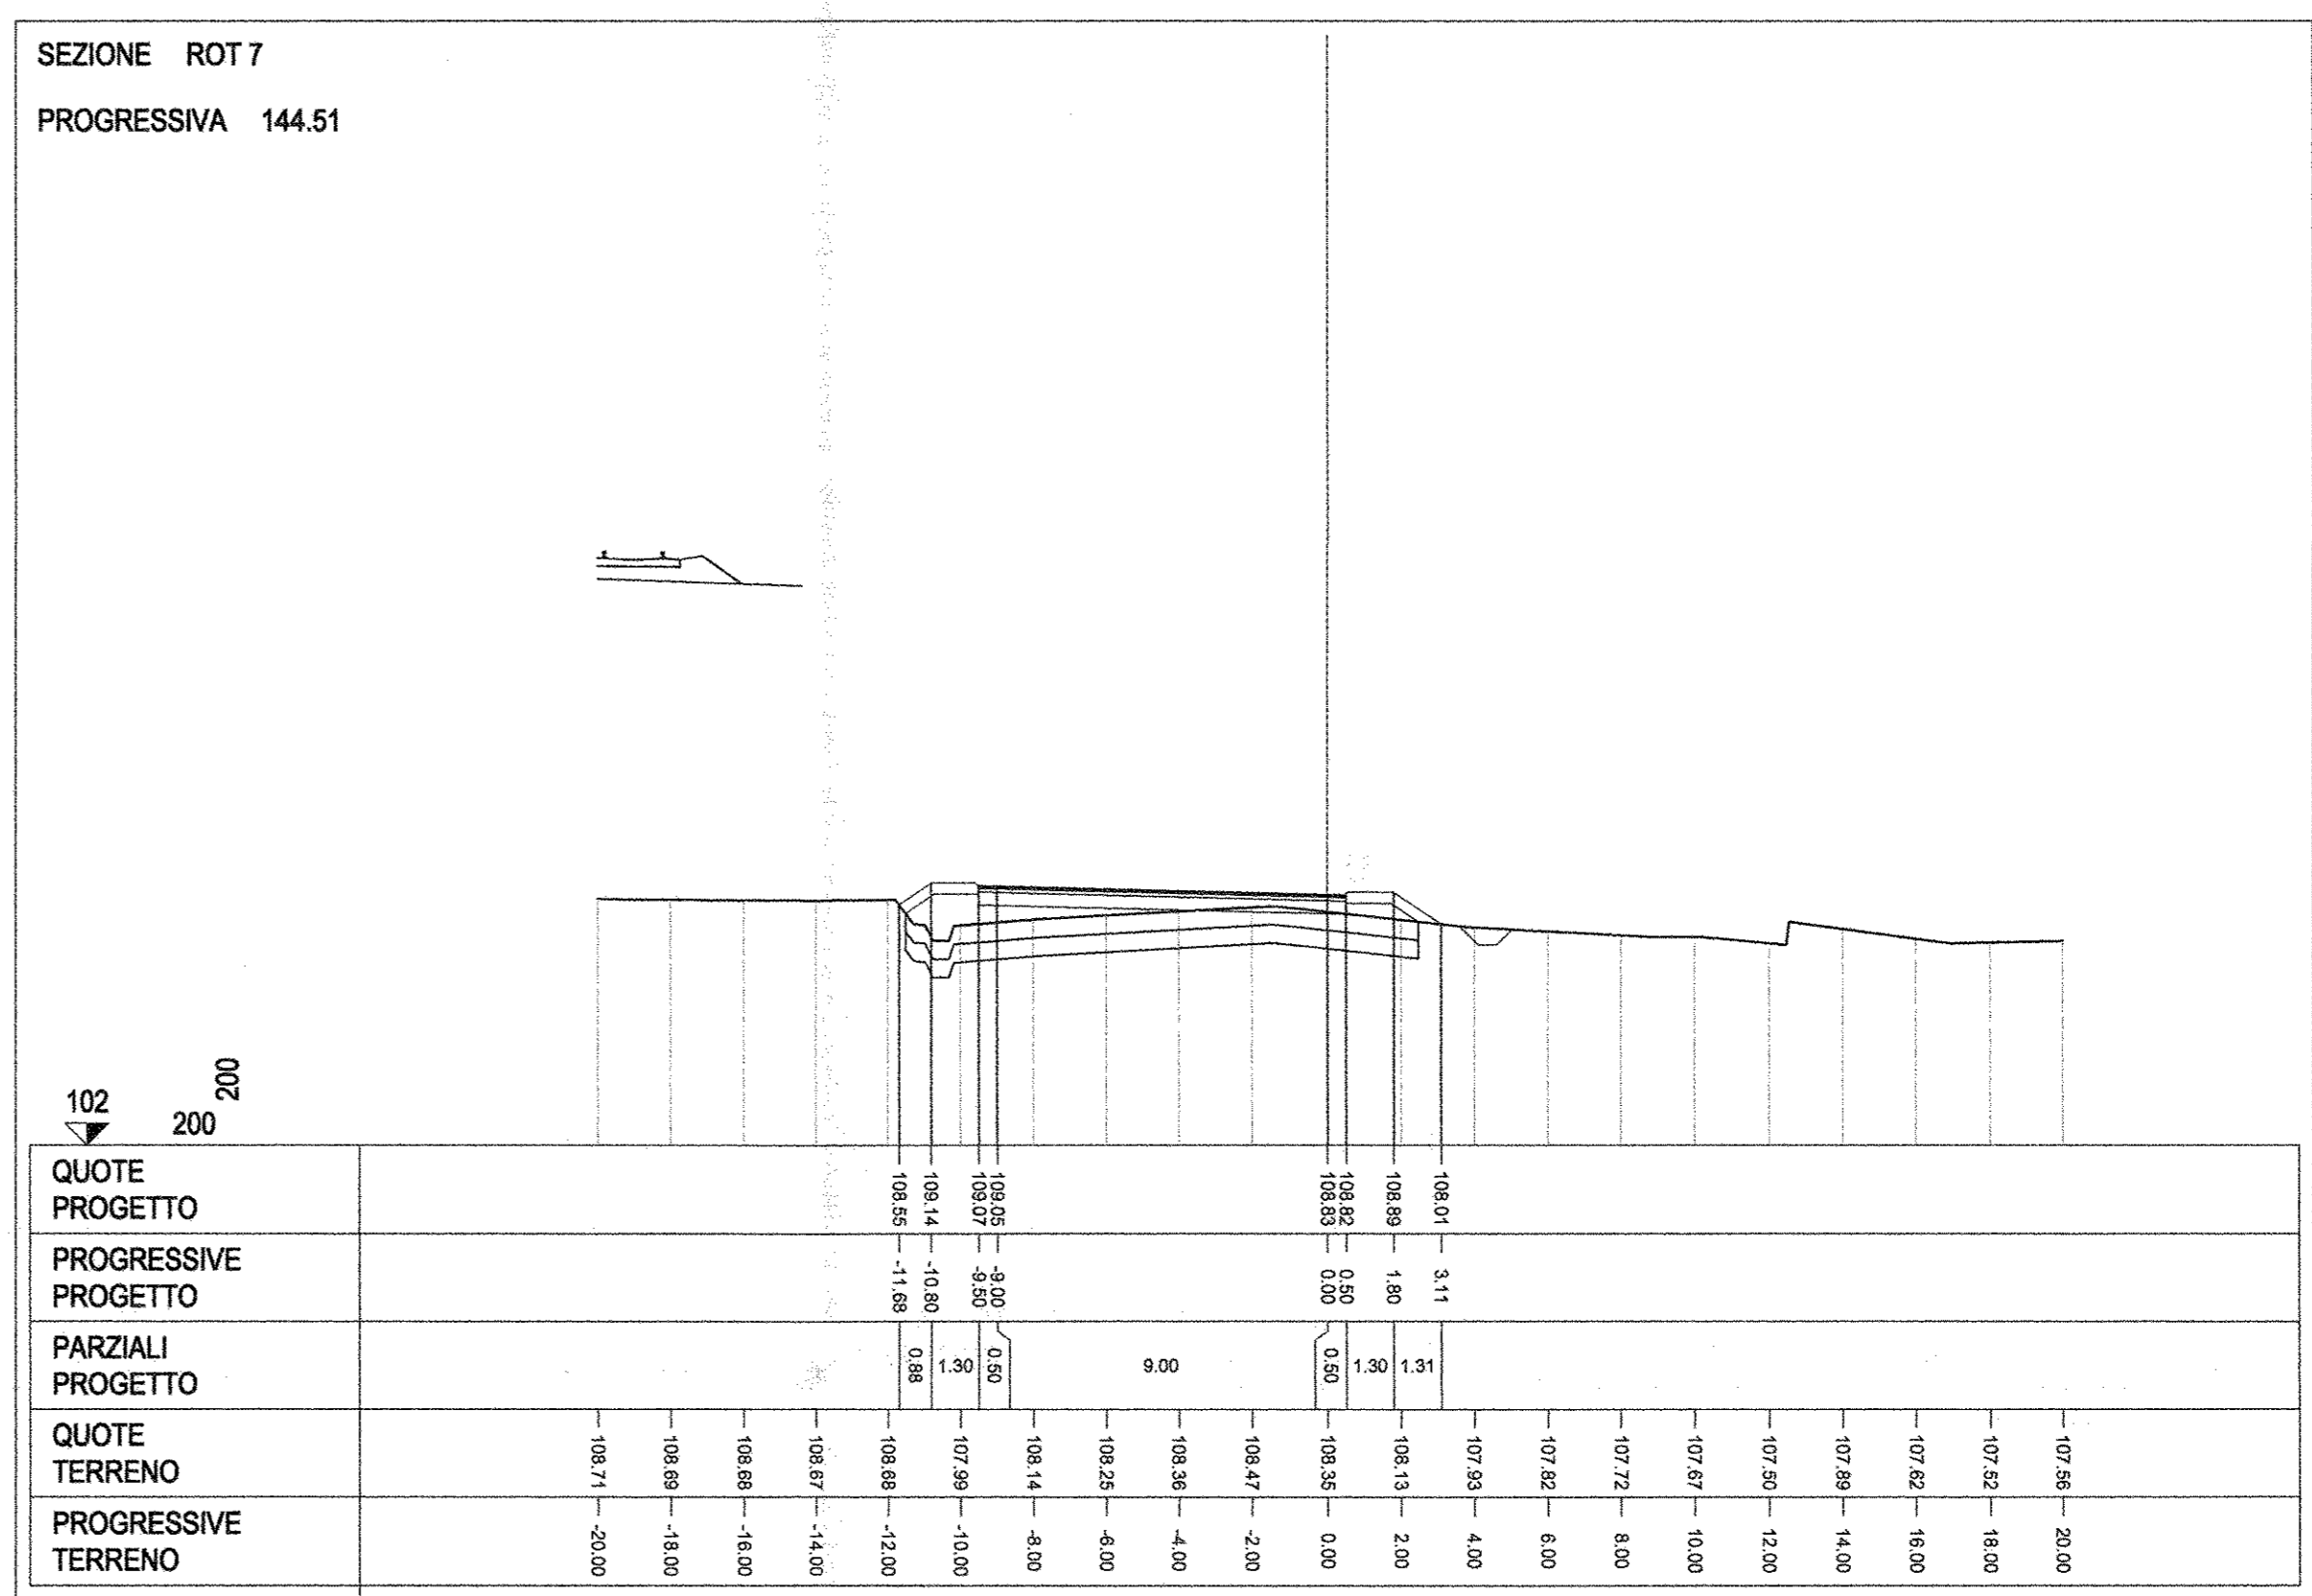 SEZIONE ROT 7
PROGRESSIVA 144.51
200
102
200
QUOTE
PROGETTO
108.55 109.14 109.07 109.05 108.83 108.82 108.89 108.01
PROGRESSIVE
PROGETTO
-11.68 -10.80 -9.50 -9.00 0.00 0.50 1.80 3.11
PARZIALI
PROGETTO
0.88 1.30 0.50 9.00 0.50 1.30 1.31
QUOTE
TERRENO
108.71 108.69 108.68 108.67 108.68 107.99 108.14 108.25 108.36 108.47 108.35 108.13 107.93 107.82 107.72 107.67 107.50 107.89 107.62 107.52 107.56
PROGRESSIVE
TERRENO
-20.00 -18.00 -16.00 -14.00 -12.00 -10.00 -8.00 -6.00 -4.00 -2.00 0.00 2.00 4.00 6.00 8.00 10.00 12.00 14.00 16.00 18.00 20.00